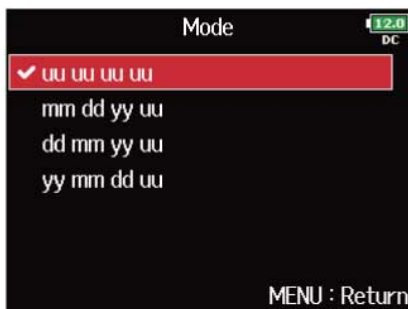 Mode
12.0
DC
✔ uu uu uu uu
mm dd yy uu
dd mm yy uu
yy mm dd uu
MENU : Return